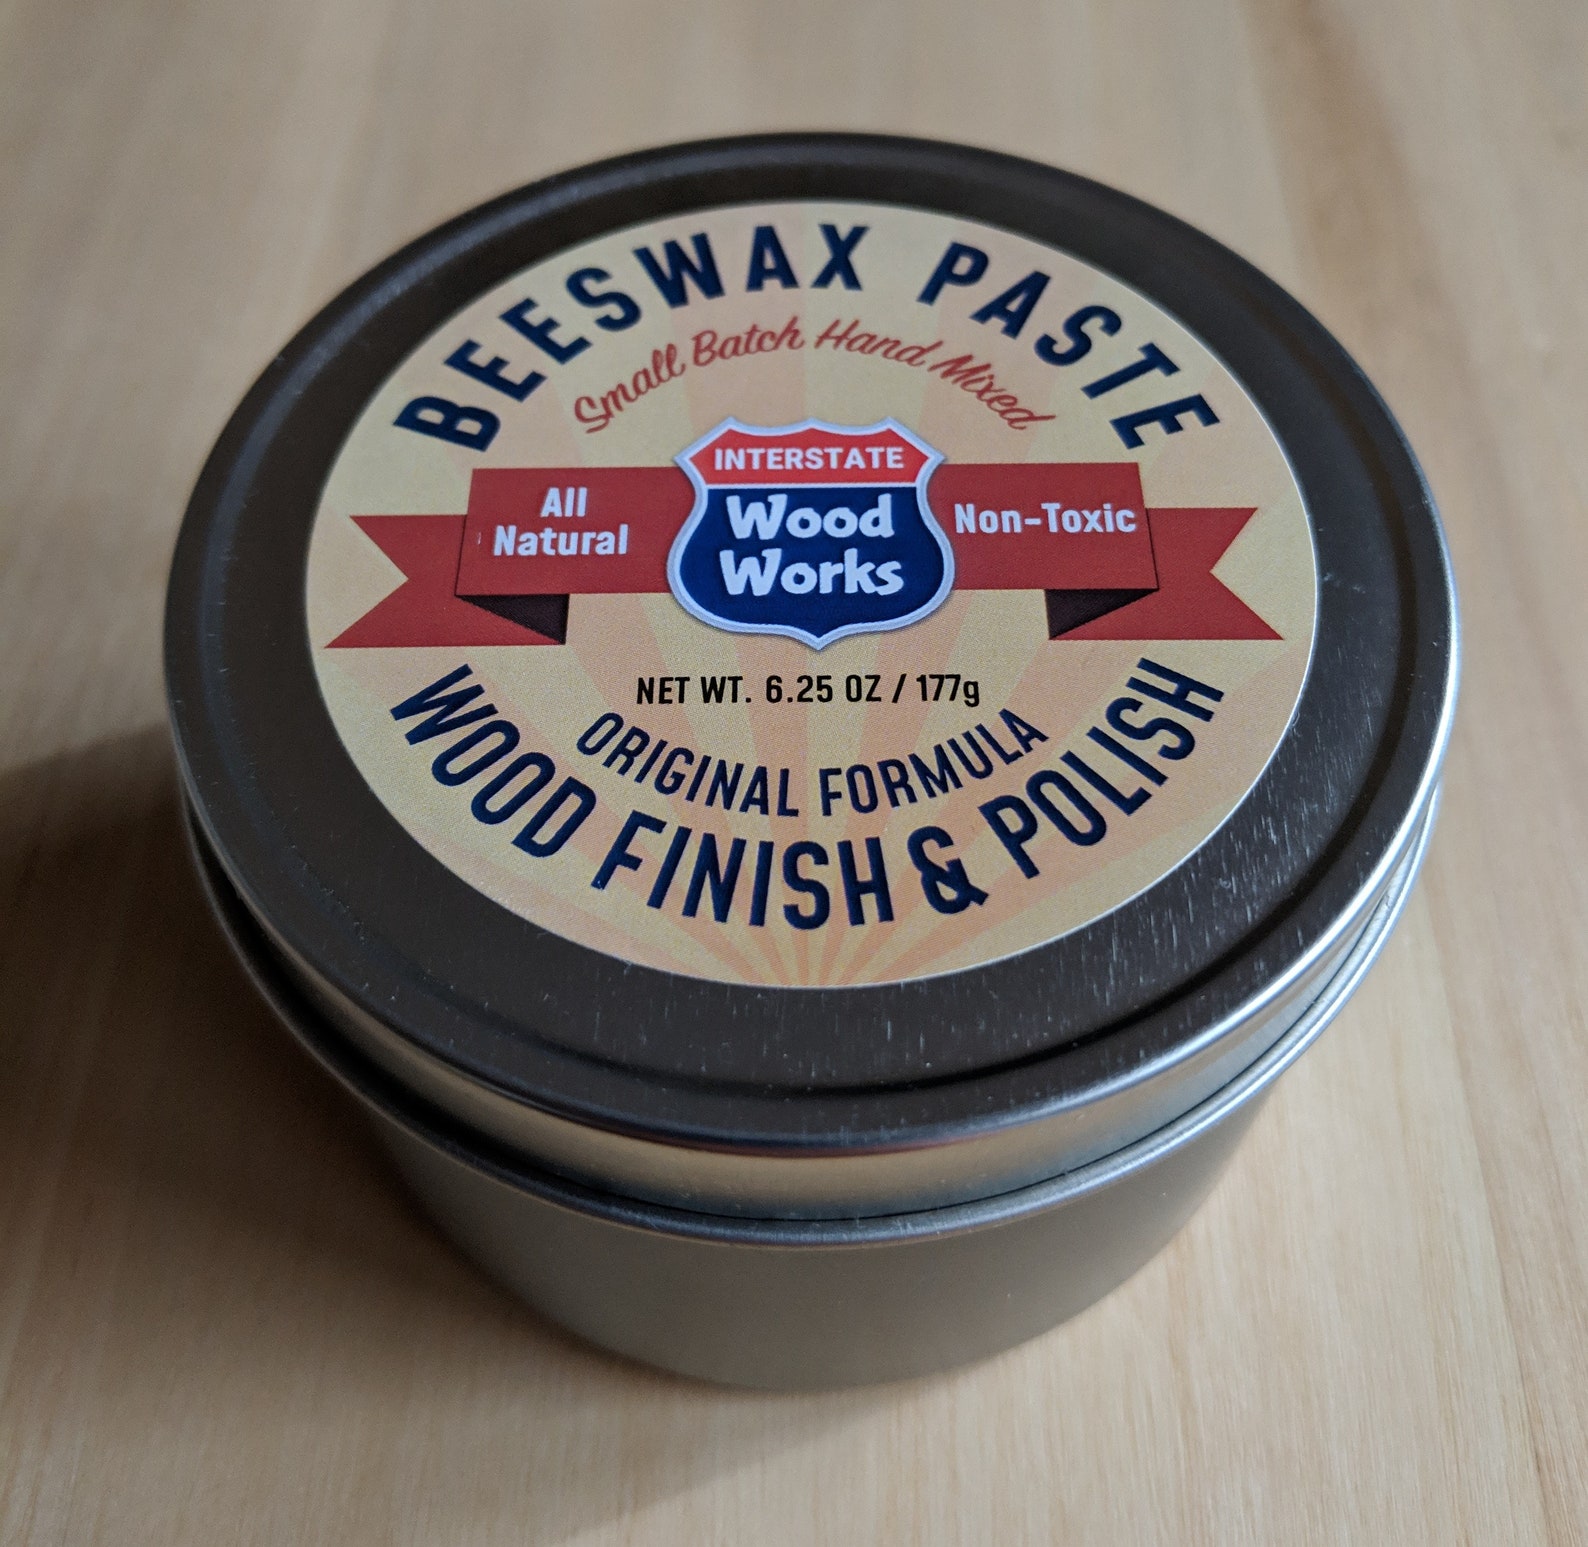 BEESWAX PASTE
Small Batch Hand Mixed
INTERSTATE
Wood
Works
All
Natural
Non-Toxic
NET WT. 6.25 OZ / 177g
ORIGINAL FORMULA
WOOD FINISH & POLISH